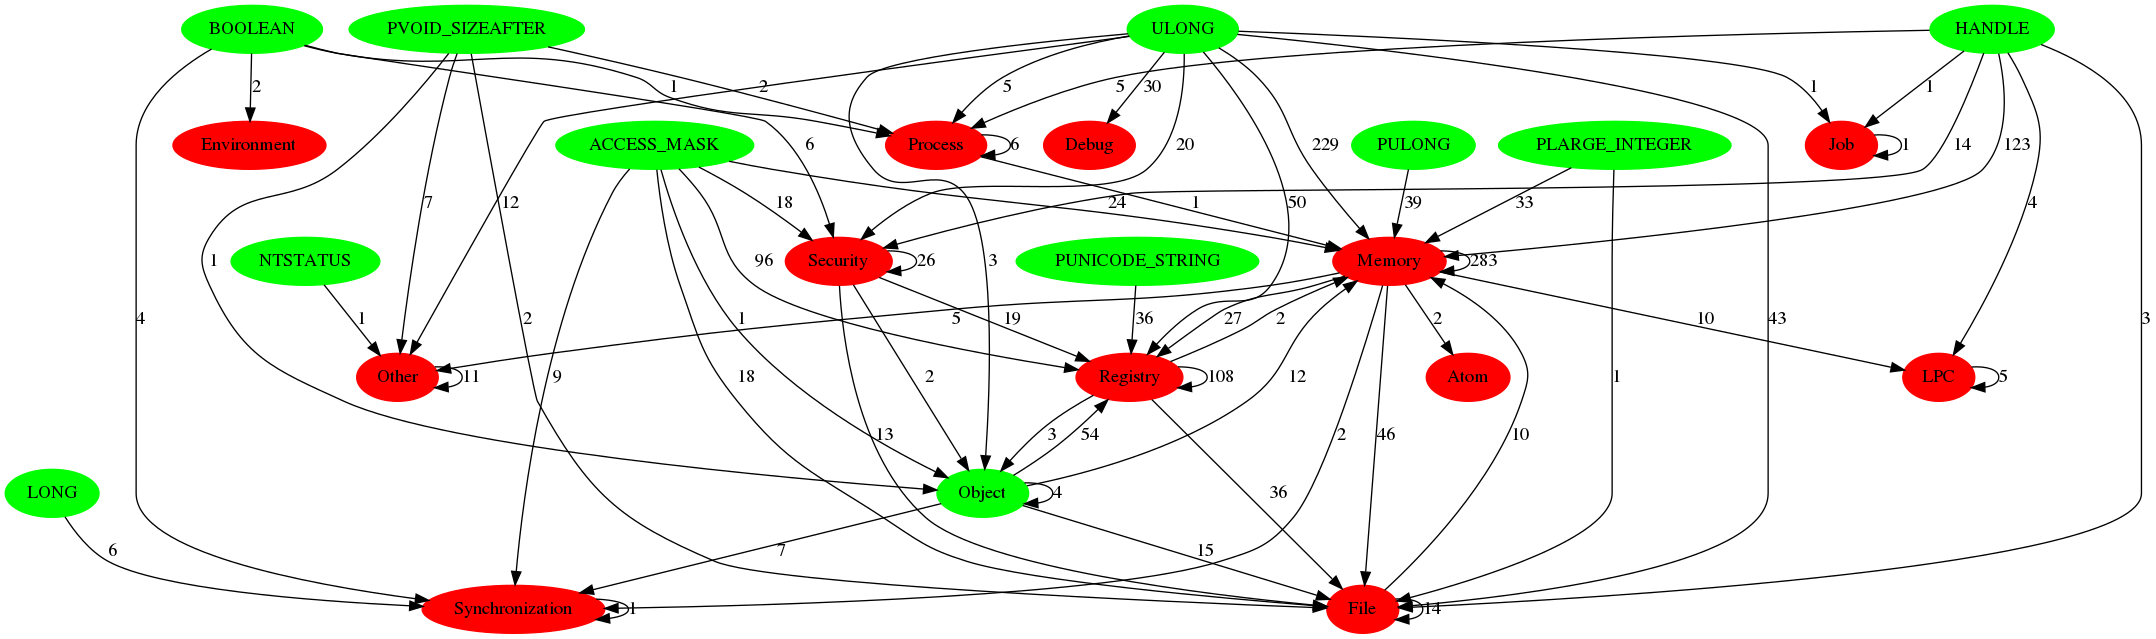 BOOLEAN PVOID_SIZEAFTER ULONG HANDLE
2 1 2 5 30 5 1 1
Environment ACCESS_MASK Process 6 Debug PULONG PLARGE_INTEGER Job 1
6 20 229 14 123
7 12 18 24 1 50 39 33 4
1 NTSTATUS 96 Security 26 PUNICODE_STRING 3 Memory 283
4 1 2 1 5 19 36 27 2 2 10 43 3
Other 11 9 18 2 Registry 108 Atom 1 LPC 5
12
13 3 54 2 46 10
LONG Object 4 36
6 7 15
Synchronization 1 File 14